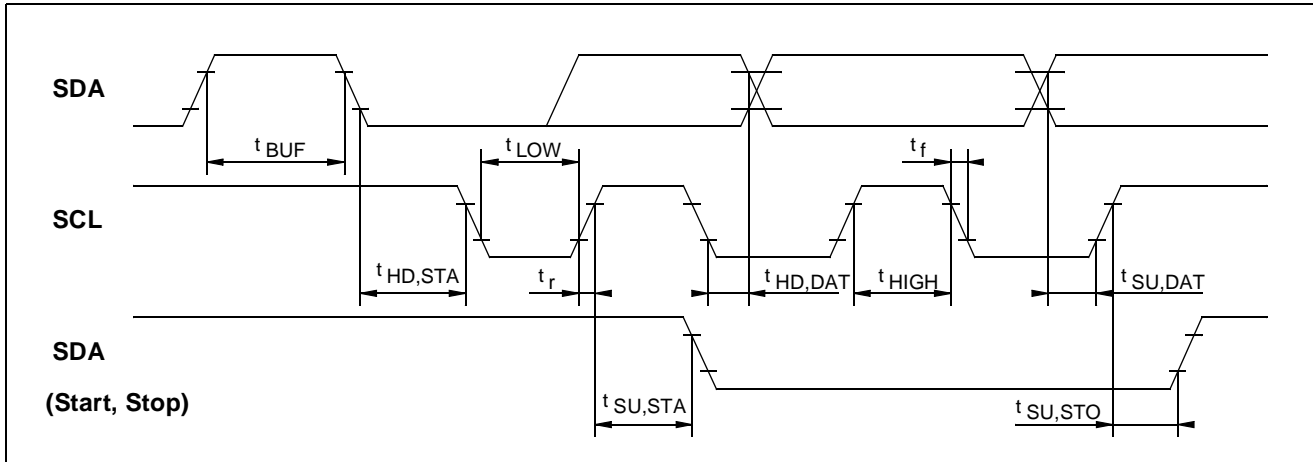 SDA
t BUF
t LOW
t f
SCL
t HD,STA
t r
t HD,DAT
t HIGH
t SU,DAT
SDA
(Start, Stop)
t SU,STA
t SU,STO